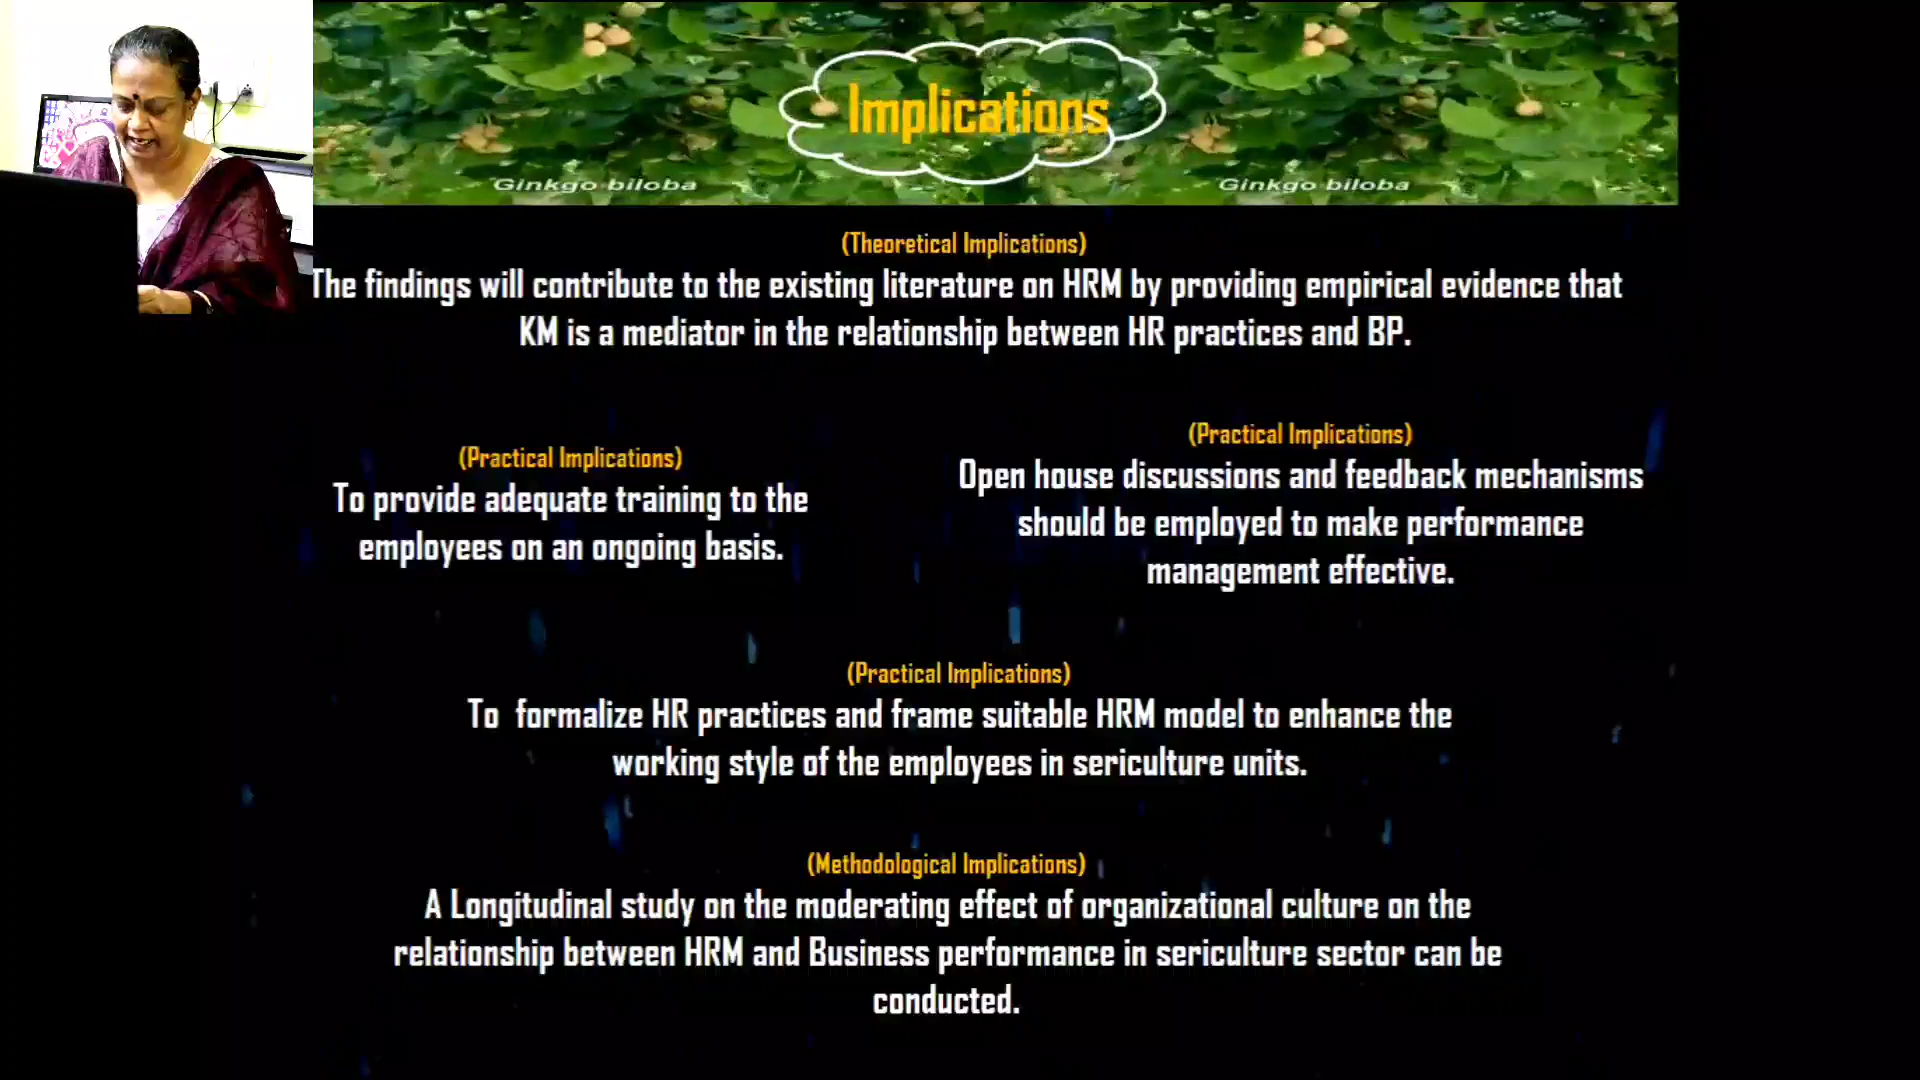 Implications
Ginkgo biloba
Ginkgo biloba
(Theoretical Implications)
The findings will contribute to the existing literature on HRM by providing empirical evidence that
KM is a mediator in the relationship between HR practices and BP.
(Practical Implications)
To provide adequate training to the
employees on an ongoing basis.
(Practical Implications)
Open house discussions and feedback mechanisms
should be employed to make performance
management effective.
(Practical Implications)
To formalize HR practices and frame suitable HRM model to enhance the
working style of the employees in sericulture units.
(Methodological Implications)
A Longitudinal study on the moderating effect of organizational culture on the
relationship between HRM and Business performance in sericulture sector can be
conducted.